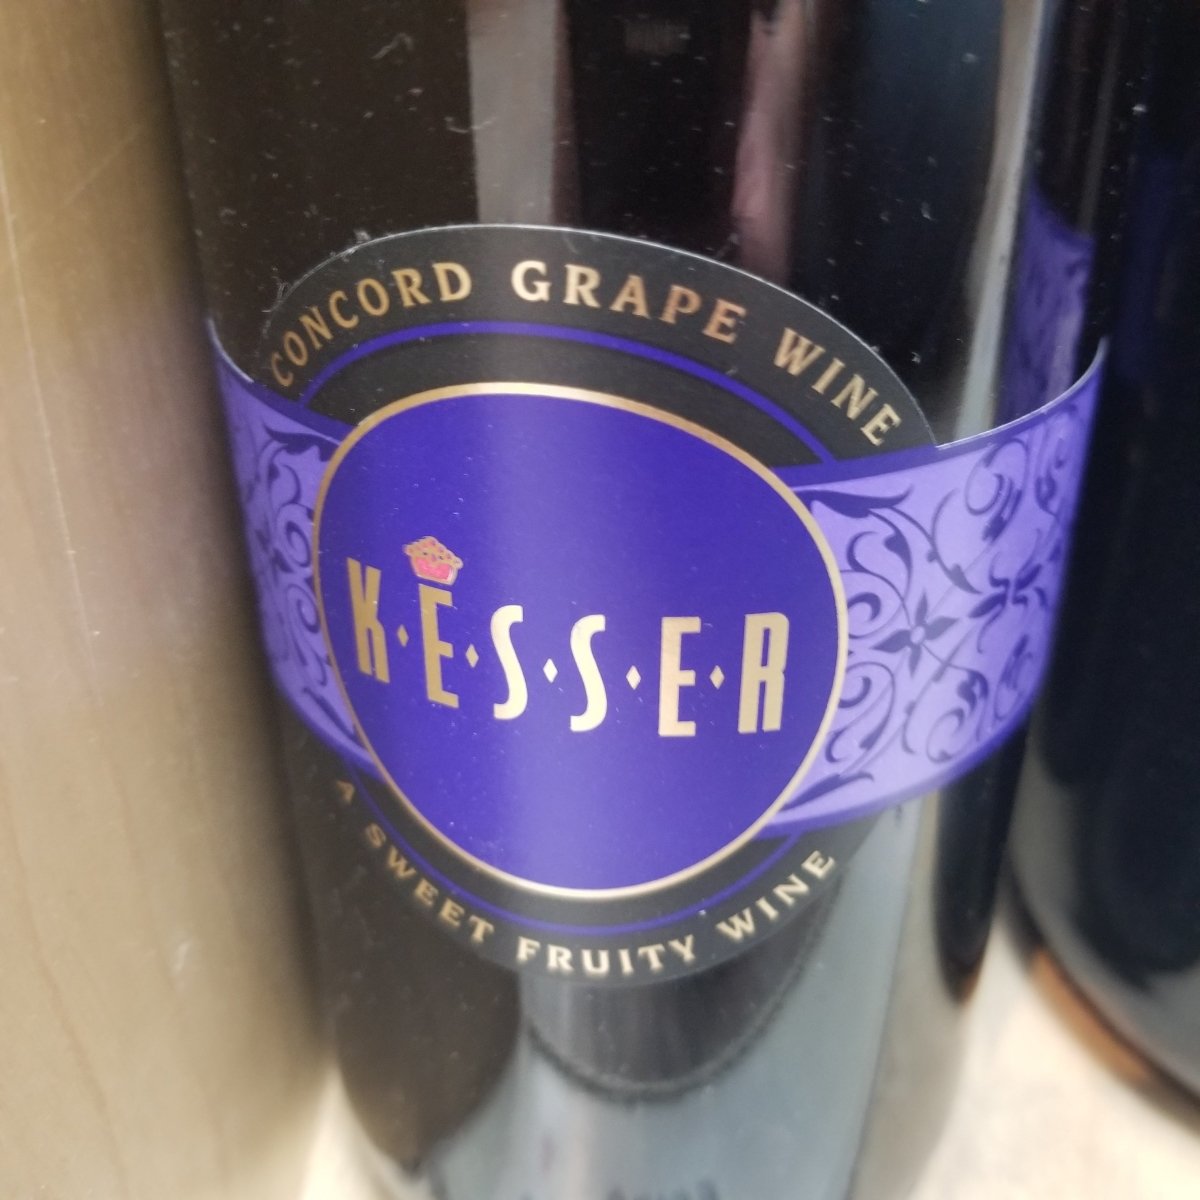 CONCORD GRAPE WINE
K·E·S·S·E·R
A SWEET FRUITY WINE